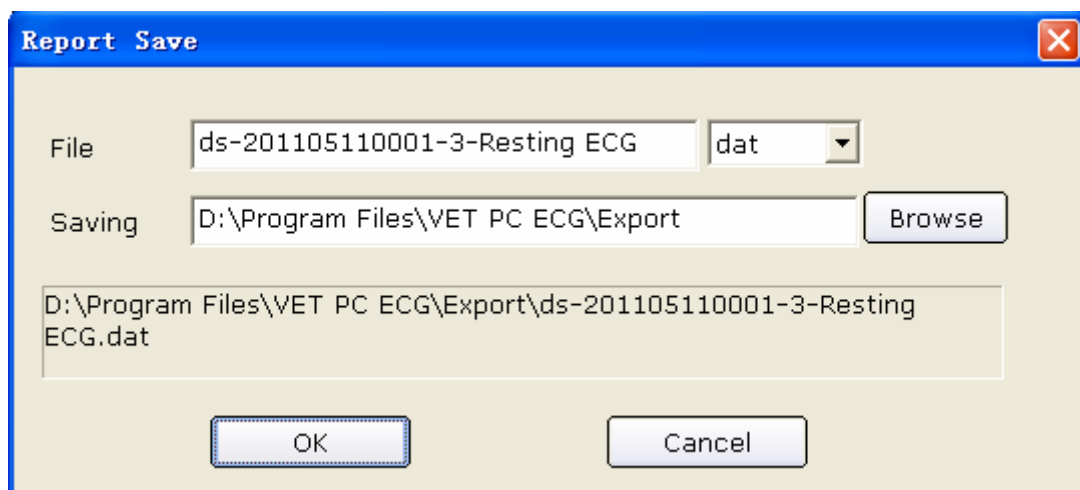 Report Save
File ds-201105110001-3-Resting ECG dat
Saving D:\Program Files\VET PC ECG\Export Browse
D:\Program Files\VET PC ECG\Export\ds-201105110001-3-Resting
ECG.dat
OK Cancel